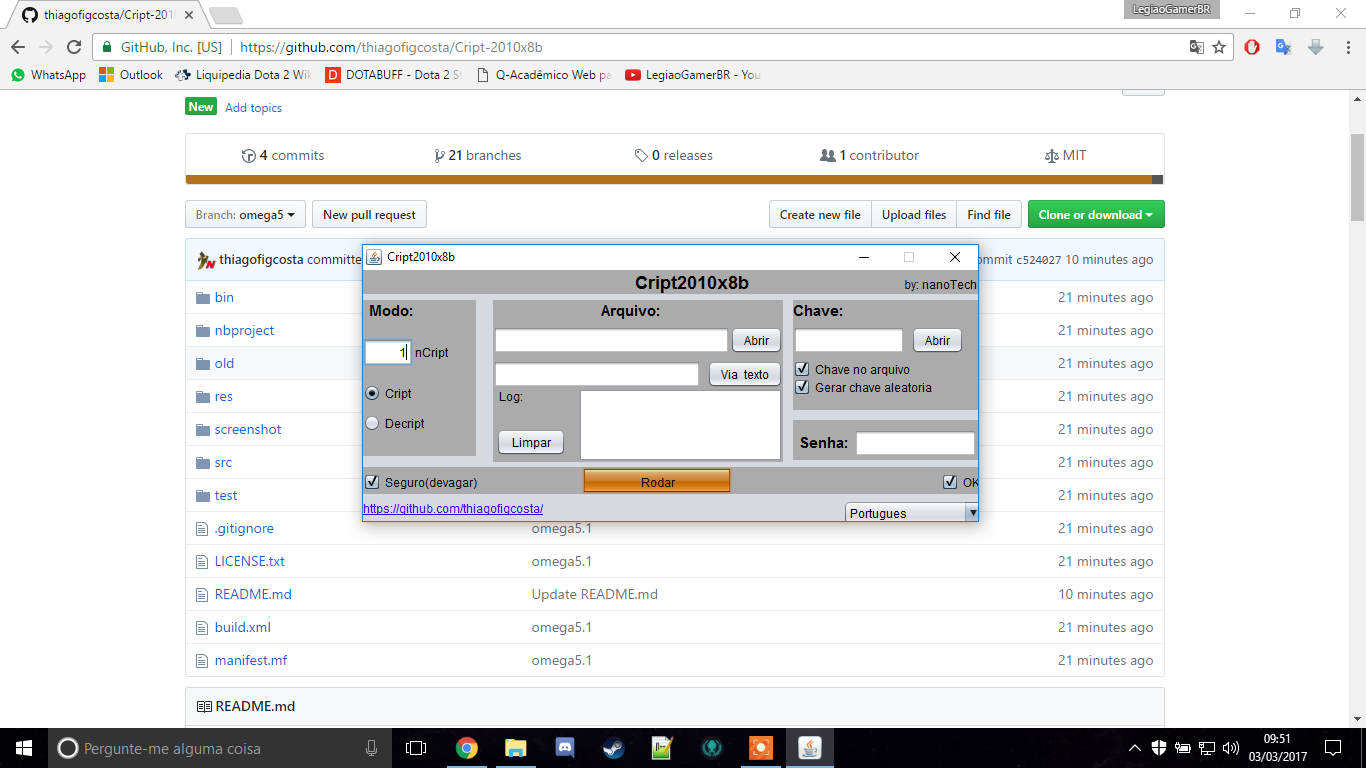 thiagofigcosta/Cript-201
LegiaoGamerBR
GitHub, Inc. [US] https://github.com/thiagofigcosta/Cript-2010x8b
WhatsApp Outlook Liquipedia Dota 2 Wik DOTABUFF - Dota 2 S Q-Acadêmico Web pa LegiaoGamerBR - You
New Add topics
4 commits 21 branches 0 releases 1 contributor MIT
Branch: omega5 New pull request Create new file Upload files Find file Clone or download
thiagofigcosta committe ommit c524027 10 minutes ago
Cript2010x8b
Cript2010x8b by: nanoTech
Modo: Arquivo: Chave:
Abrir Abrir
1 nCript
Via texto Chave no arquivo
Gerar chave aleatoria
Cript Log:
Decript Limpar Senha:
Seguro(devagar) Rodar OK
https://github.com/thiagofigcosta/ Portugues
bin 21 minutes ago
nbproject 21 minutes ago
old 21 minutes ago
res 21 minutes ago
screenshot 21 minutes ago
src 21 minutes ago
test 21 minutes ago
.gitignore omega5.1 21 minutes ago
LICENSE.txt omega5.1 21 minutes ago
README.md Update README.md 10 minutes ago
build.xml omega5.1 21 minutes ago
manifest.mf omega5.1 21 minutes ago
README.md
Pergunte-me alguma coisa 09:51
03/03/2017